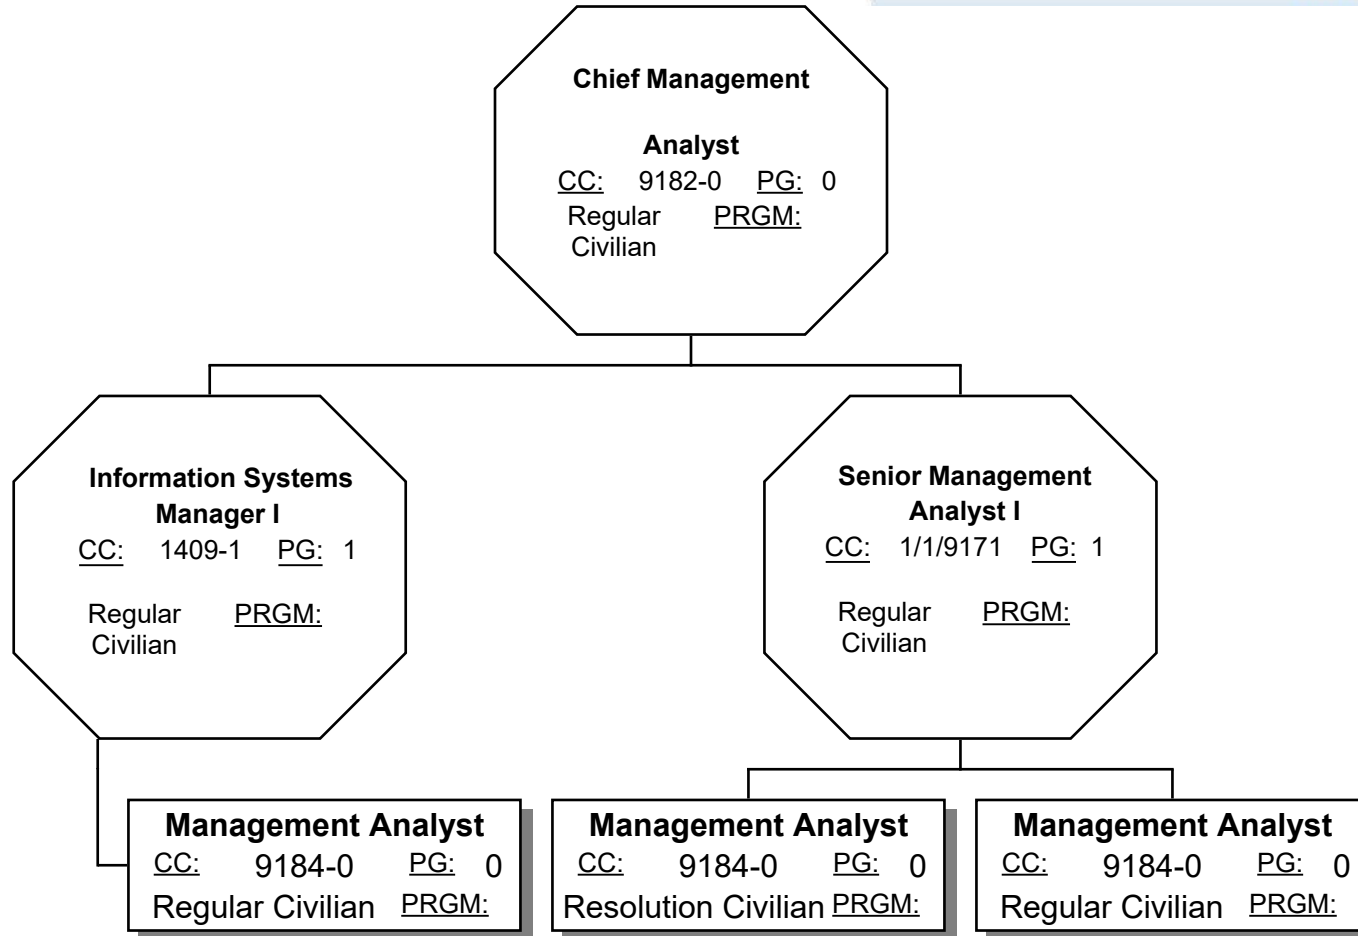 Chief Management
Analyst
CC: 9182-0 PG: 0
Regular PRGM:
Civilian
Information Systems
Manager I
CC: 1409-1 PG: 1
Regular PRGM:
Civilian
Senior Management
Analyst I
CC: 1/1/9171 PG: 1
Regular PRGM:
Civilian
Management Analyst
CC: 9184-0 PG: 0
Regular Civilian PRGM:
Management Analyst
CC: 9184-0 PG: 0
Resolution Civilian PRGM:
Management Analyst
CC: 9184-0 PG: 0
Regular Civilian PRGM: